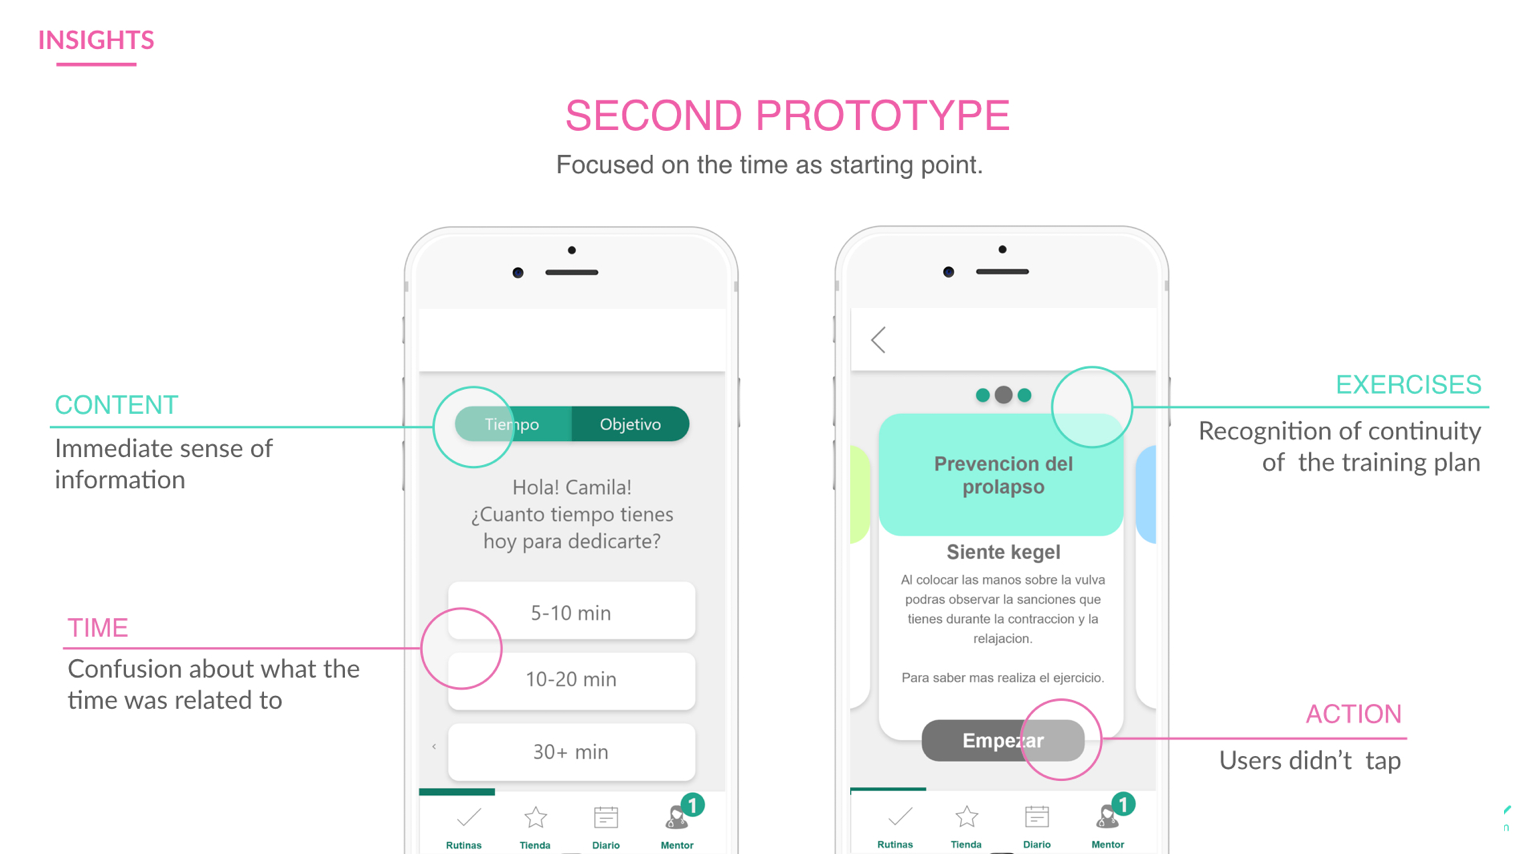 INSIGHTS
SECOND PROTOTYPE
Focused on the time as starting point.
CONTENT
Immediate sense of
information
TIME
Confusion about what the
time was related to
Tiempo
Objetivo
Hola! Camila!
¿Cuanto tiempo tienes
hoy para dedicarte?
5-10 min
10-20 min
30+ min
1
Rutinas
Tienda
Diario
Mentor
Prevencion del
prolapso
Siente kegel
Al colocar las manos sobre la vulva
podras observar la sanciones que
tienes durante la contraccion y la
relajacion.
Para saber mas realiza el ejercicio.
Empezar
1
Rutinas
Tienda
Diario
Mentor
EXERCISES
Recognition of continuity
of the training plan
ACTION
Users didn’t tap